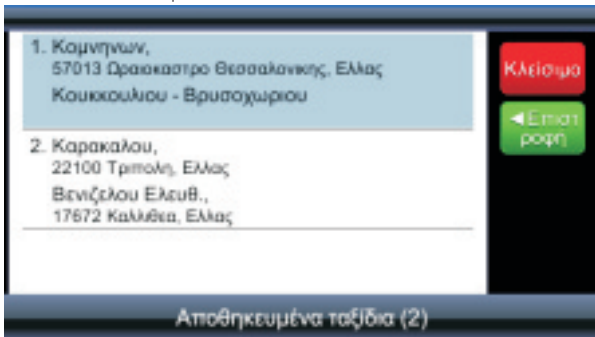 1. Κομνηνων,
57013 Ωραιοκαστρο Θεσσαλονικης, Ελλας
Κουκκουλιου - Βρυσοχωριου
2. Καρακαλου,
22100 Τριπολη, Ελλας
Βενιζελου Ελευθ.,
17672 Καλλιθεα, Ελλας
Κλείσιμο
◄Επιστ
ροφη
Αποθηκευμένα ταξίδια (2)